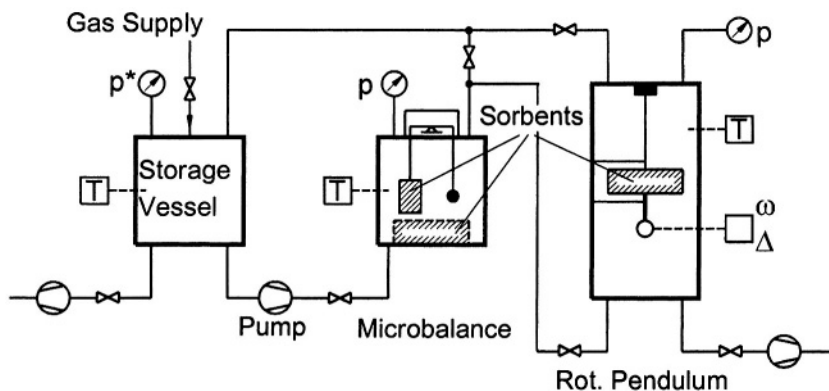 Gas Supply
p*
p
p
Sorbents
T
Storage
Vessel
T
T
ω
Δ
Pump
Microbalance
Rot. Pendulum